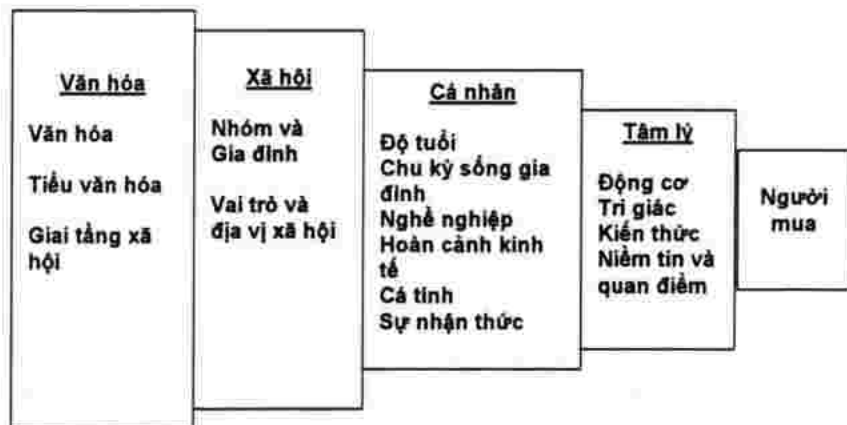 Văn hóa
Văn hóa
Tiểu văn hóa
Giai tầng xã
hội
Xã hội
Nhóm và
Gia đình
Vai trò và
địa vị xã hội
Cá nhân
Độ tuổi
Chu kỳ sống gia
đình
Nghề nghiệp
Hoàn cảnh kinh
tế
Cá tính
Sự nhận thức
Tâm lý
Động cơ
Tri giác
Kiến thức
Niềm tin và
quan điểm
Người
mua